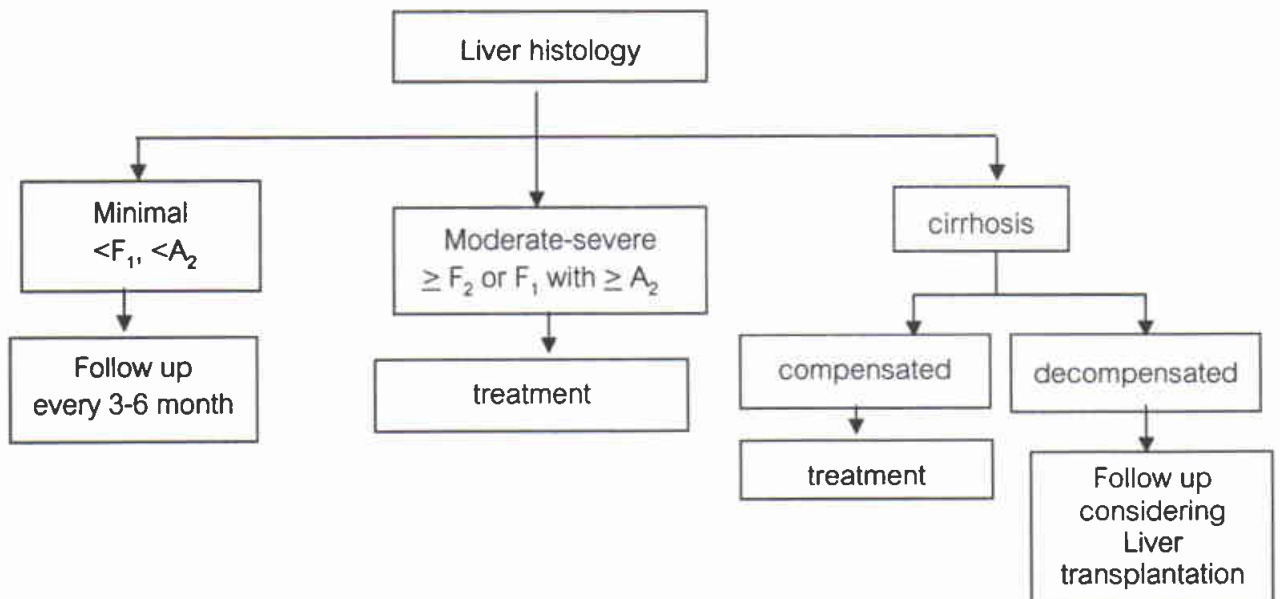 Liver histology
Minimal
<F₁, <A₂
Moderate-severe
≥ F₂ or F₁ with ≥ A₂
cirrhosis
Follow up
every 3-6 month
treatment
compensated
decompensated
treatment
Follow up
considering
Liver
transplantation